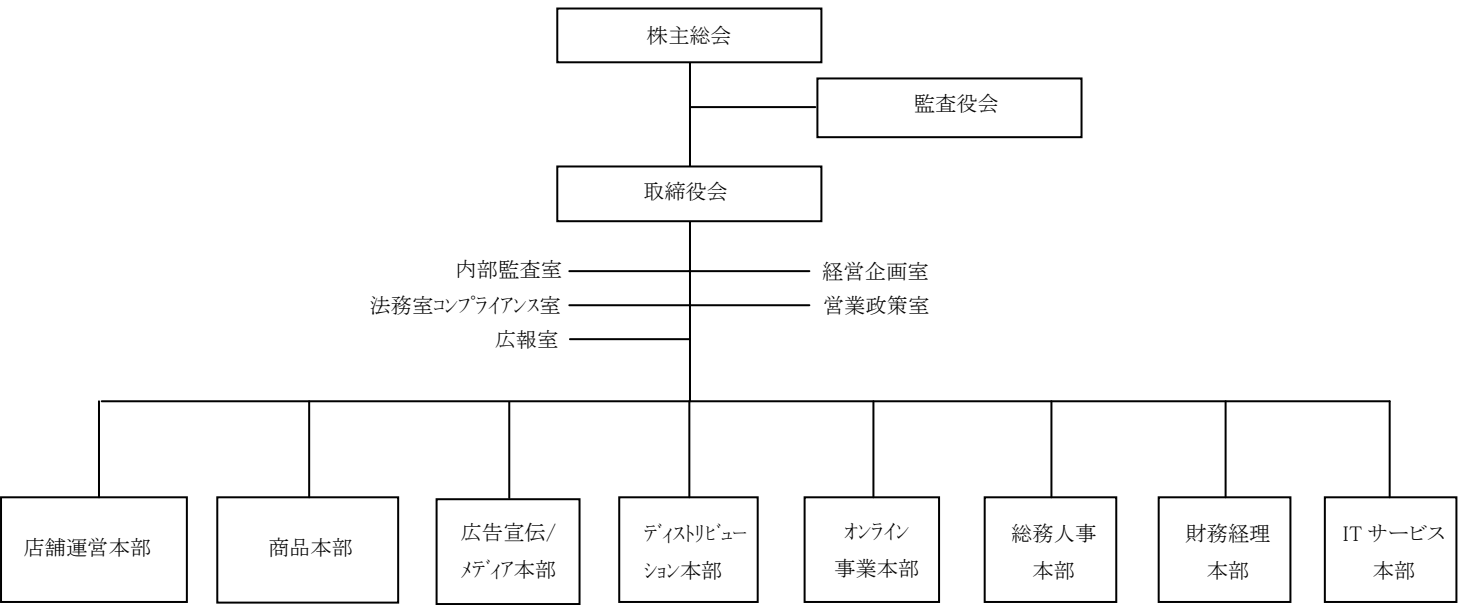 株主総会
監査役会
取締役会
内部監査室
経営企画室
法務室コンプライアンス室
営業政策室
広報室
店舗運営本部
商品本部
広告宣伝/
メディア本部
ディストリビュー
ション本部
オンライン
事業本部
総務人事
本部
財務経理
本部
IT サービス
本部